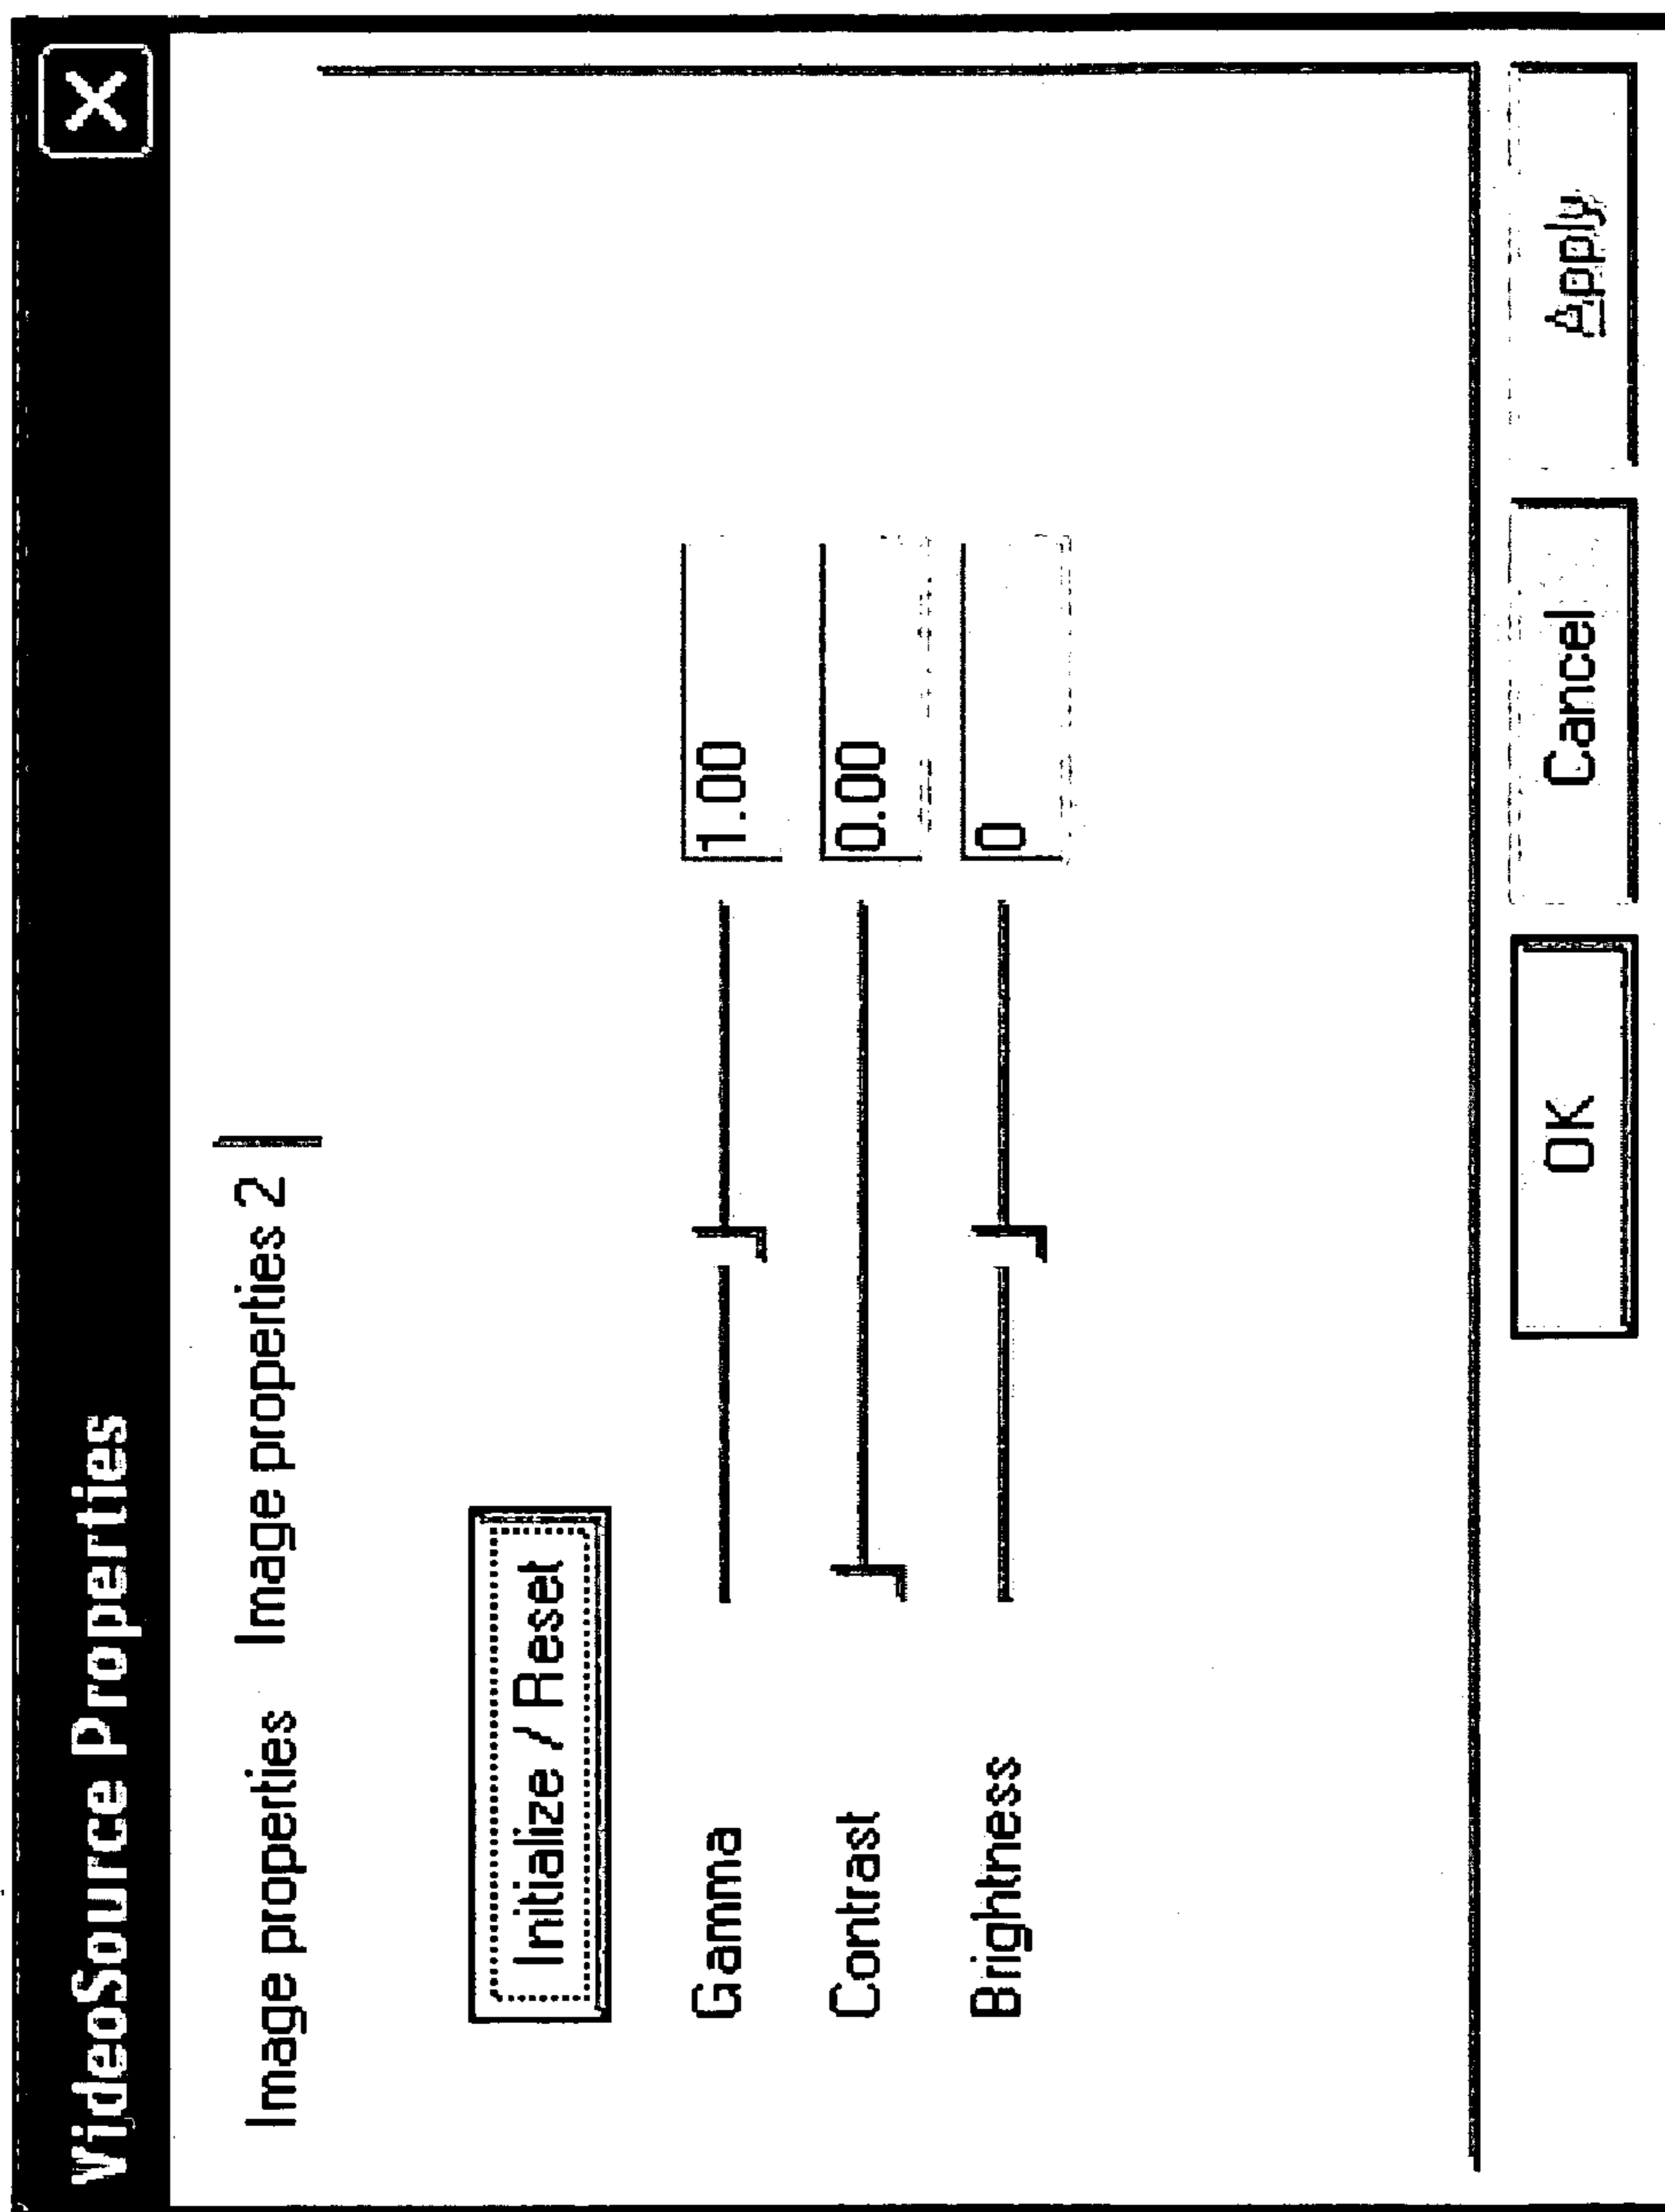 VideoSource Properties
Image properties Image properties 2
Initialize / Reset
Gamma 1.00
Contrast 0.00
Brightness 0
OK Cancel Apply